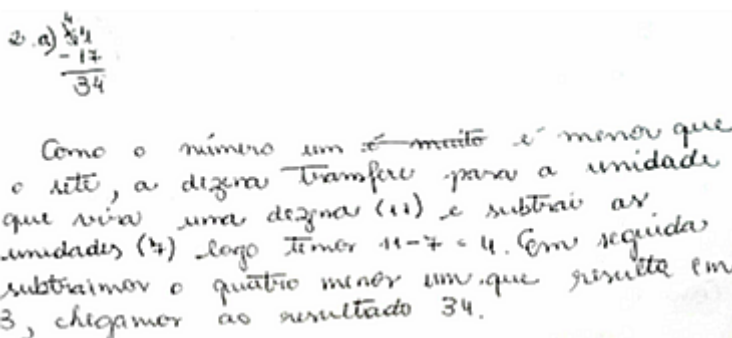 2. a) 4
51
- 17
34
Como o número um é muito é menor que
o sete, a dezena transfere para a unidade
que vira uma dezena (11) e subtrai as
unidades (7) logo temos 11-7 = 4. Em seguida
subtraimos o quatro menos um que resulta em
3, chegamos ao resultado 34.